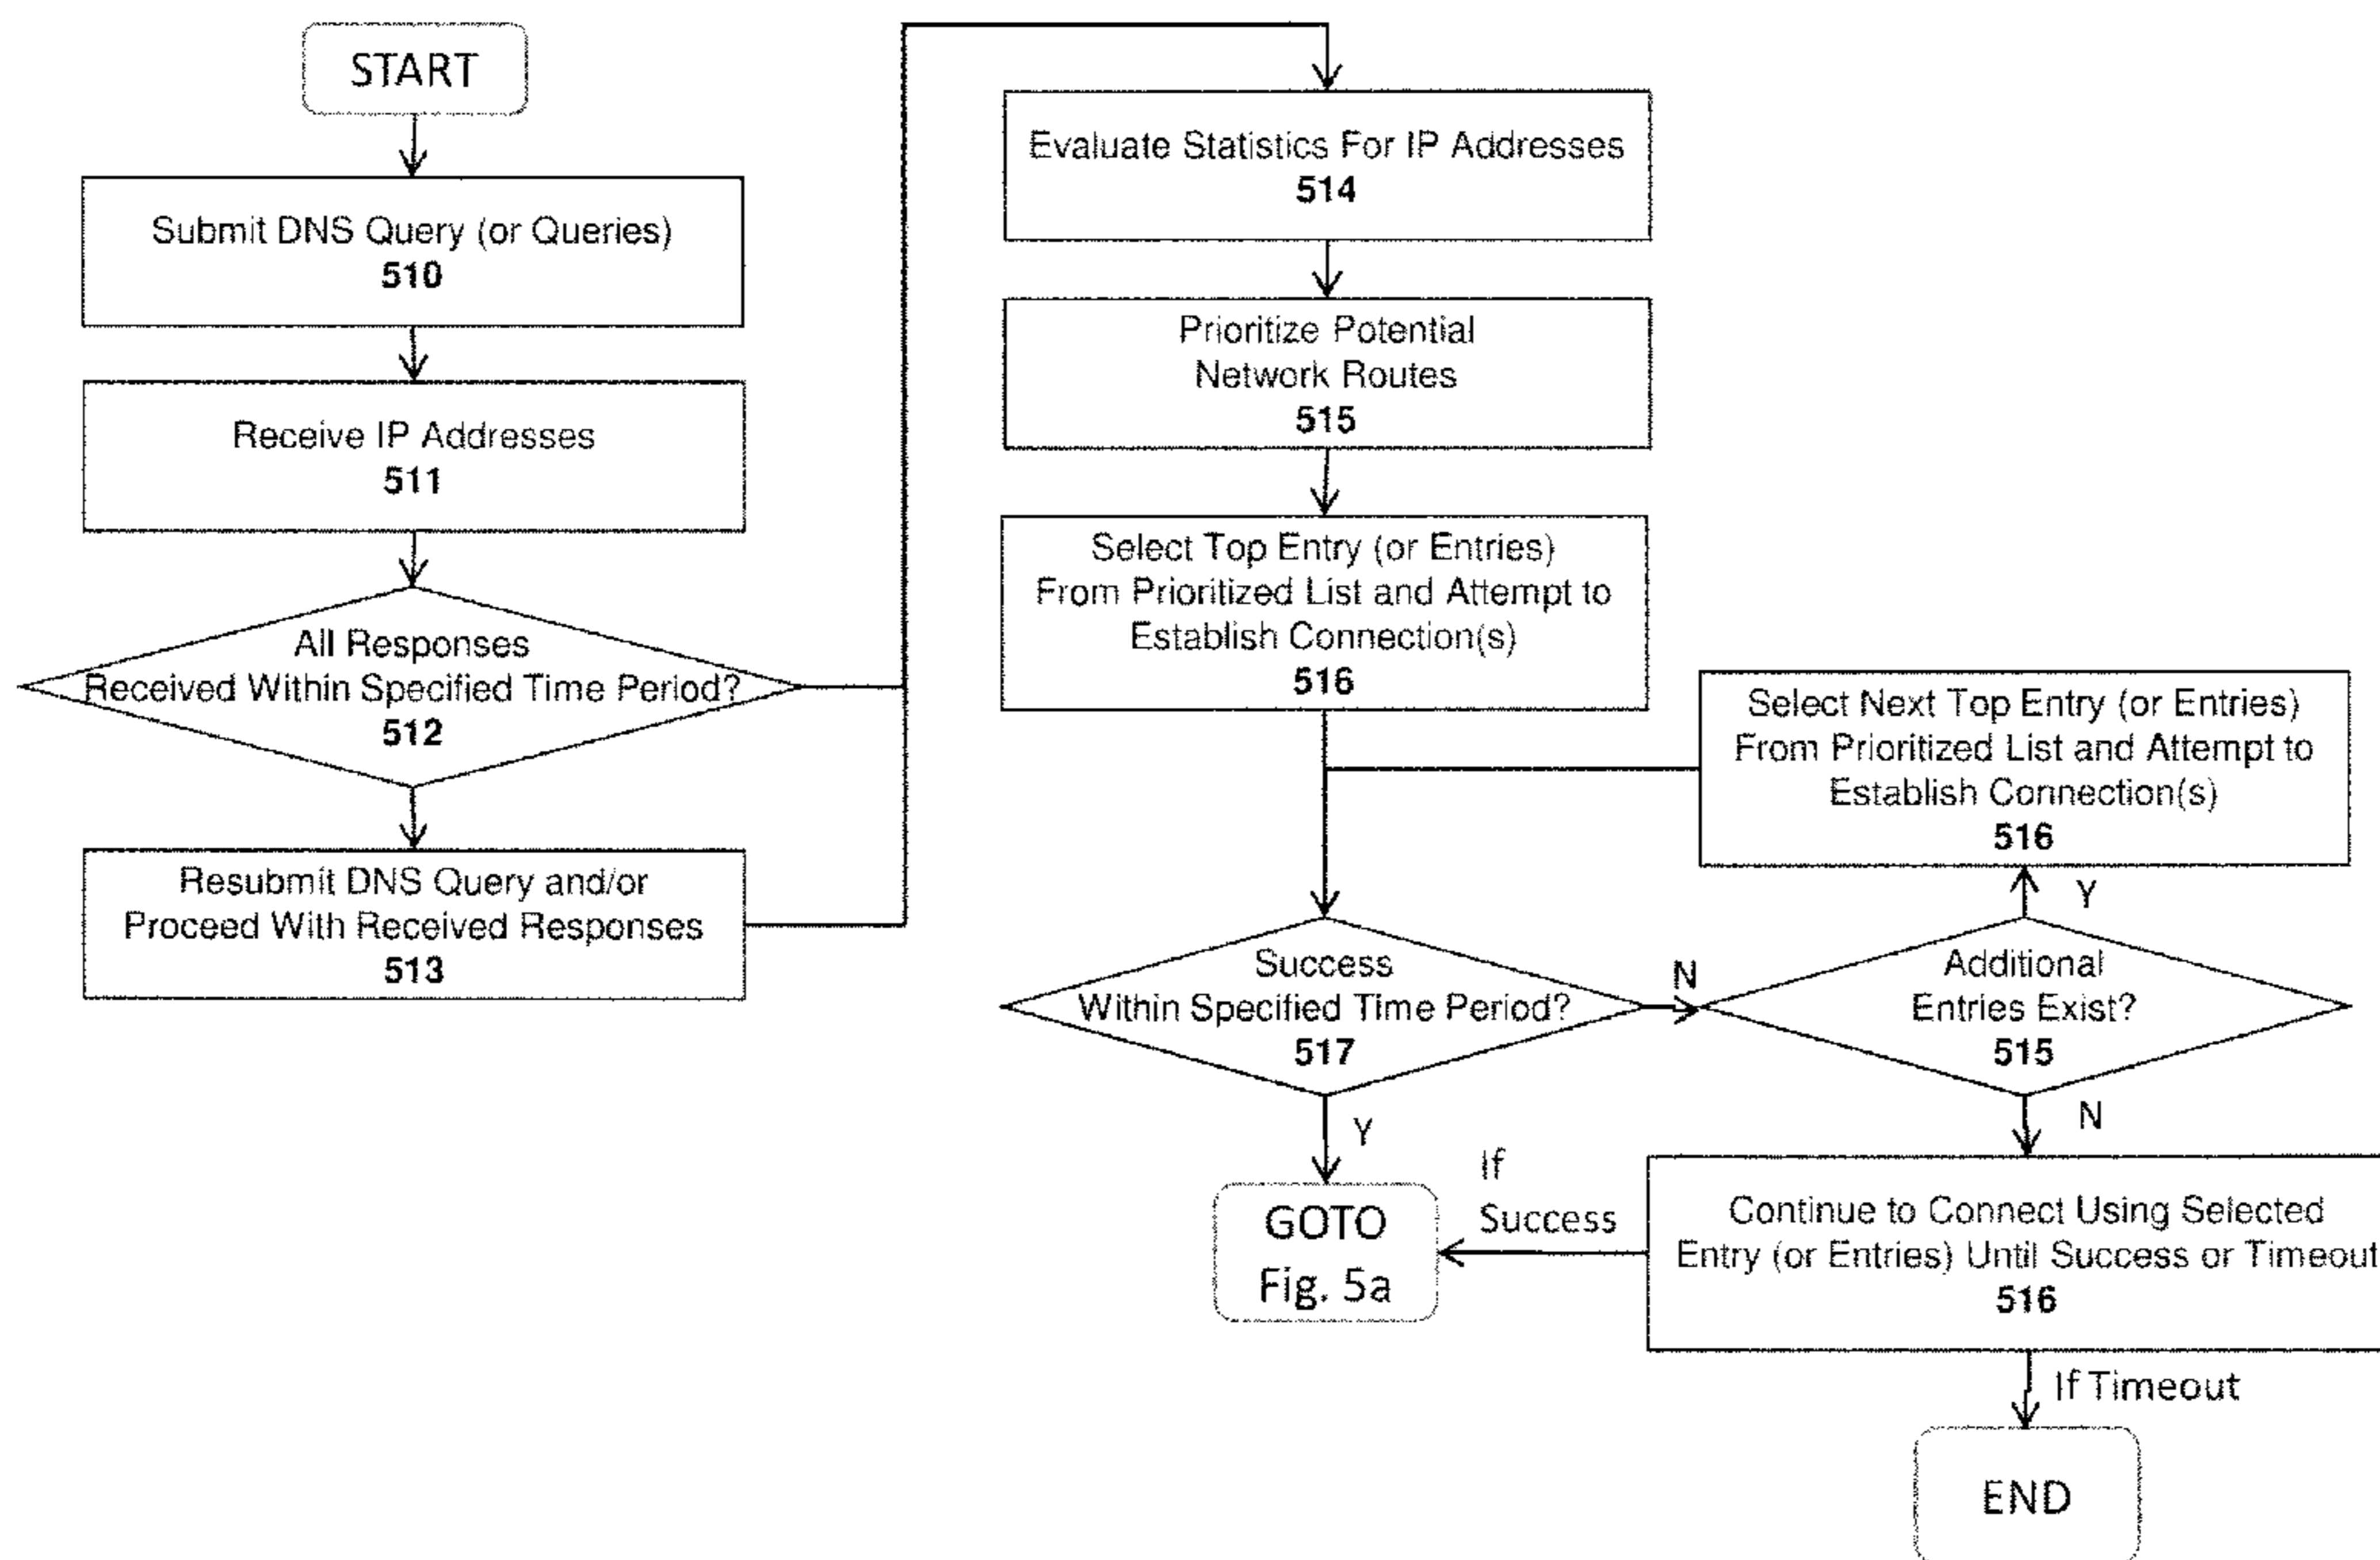 START
Submit DNS Query (or Queries)
510
Receive IP Addresses
511
All Responses
Received Within Specified Time Period?
512
Resubmit DNS Query and/or
Proceed With Received Responses
513
Evaluate Statistics For IP Addresses
514
Prioritize Potential
Network Routes
515
Select Top Entry (or Entries)
From Prioritized List and Attempt to
Establish Connection(s)
516
Select Next Top Entry (or Entries)
From Prioritized List and Attempt to
Establish Connection(s)
516
Y
Success
Within Specified Time Period?
517
N
Additional
Entries Exist?
515
Y
N
GOTO
Fig. 5a
If
Success
Continue to Connect Using Selected
Entry (or Entries) Until Success or Timeout
516
If Timeout
END